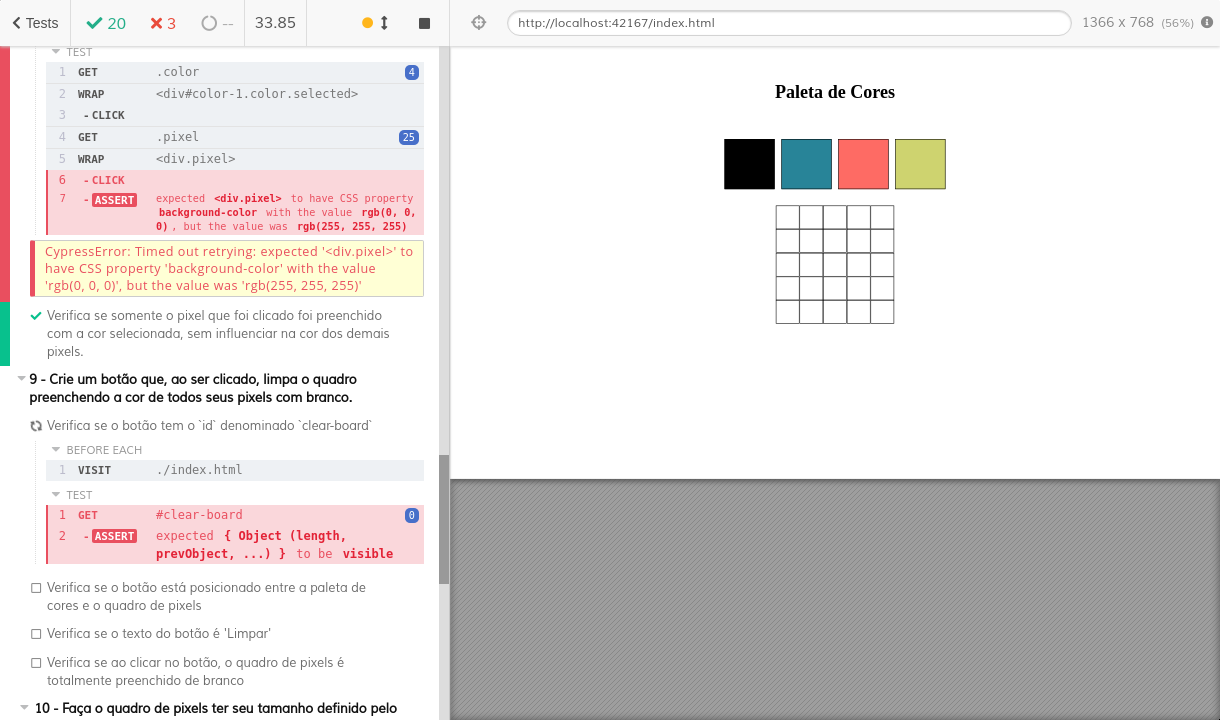 Tests 20 3 -- 33.85 http://localhost:42167/index.html 1366 x 768 (56%)
TEST
1 GET .color 4
2 WRAP <div#color-1.color.selected>
3 - CLICK
4 GET .pixel 25
5 WRAP <div.pixel>
6 - CLICK
7 - ASSERT expected <div.pixel> to have CSS property
background-color with the value rgb(0, 0,
0) , but the value was rgb(255, 255, 255)
CypressError: Timed out retrying: expected '<div.pixel>' to
have CSS property 'background-color' with the value
'rgb(0, 0, 0)', but the value was 'rgb(255, 255, 255)'
Verifica se somente o pixel que foi clicado foi preenchido
com a cor selecionada, sem influenciar na cor dos demais
pixels.
9 - Crie um botão que, ao ser clicado, limpa o quadro
preenchendo a cor de todos seus pixels com branco.
Verifica se o botão tem o `id` denominado `clear-board`
BEFORE EACH
1 VISIT ./index.html
TEST
1 GET #clear-board 0
2 - ASSERT expected { Object (length,
prevObject, ...) } to be visible
Verifica se o botão está posicionado entre a paleta de
cores e o quadro de pixels
Verifica se o texto do botão é 'Limpar'
Verifica se ao clicar no botão, o quadro de pixels é
totalmente preenchido de branco
10 - Faça o quadro de pixels ter seu tamanho definido pelo
Paleta de Cores